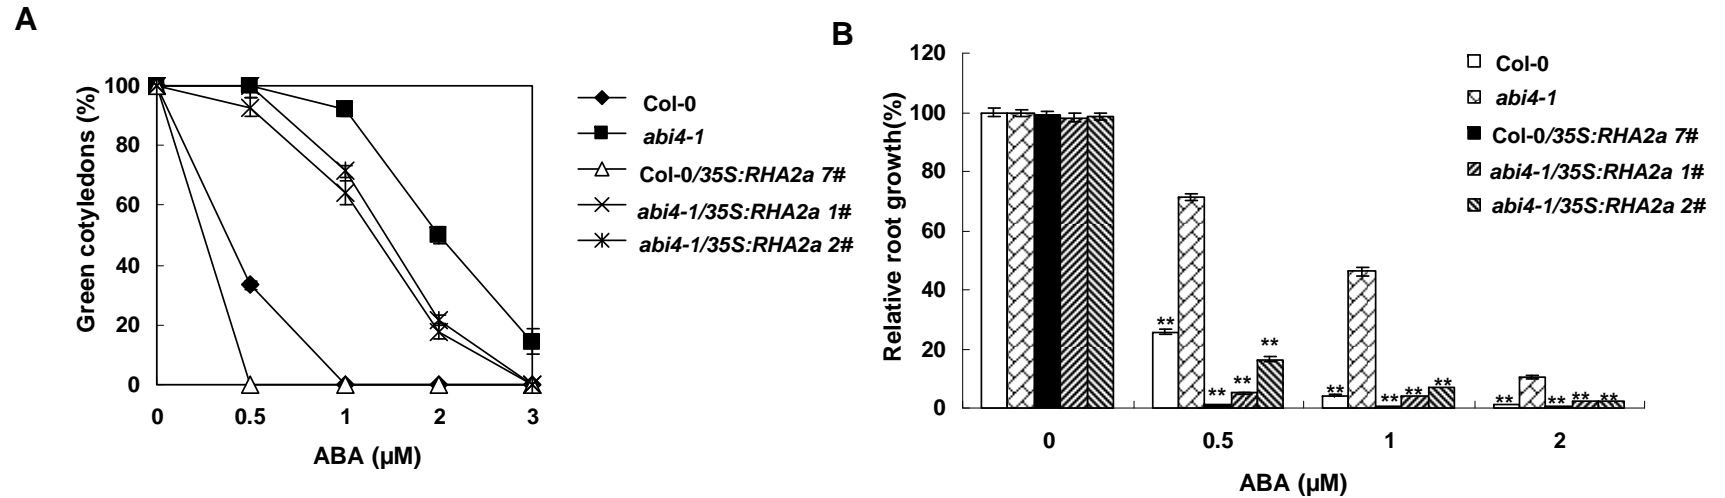 A
Green cotyledons (%)
100
80
60
40
20
0
0 0.5 1 2 3
ABA (µM)
Col-0
abi4-1
Col-0/35S:RHA2a 7#
abi4-1/35S:RHA2a 1#
abi4-1/35S:RHA2a 2#
B
Relative root growth(%)
120
100
80
60
40
20
0
** ** ** **
** ** ** **
** ** ** **
0 0.5 1 2
ABA (µM)
Col-0
abi4-1
Col-0/35S:RHA2a 7#
abi4-1/35S:RHA2a 1#
abi4-1/35S:RHA2a 2#